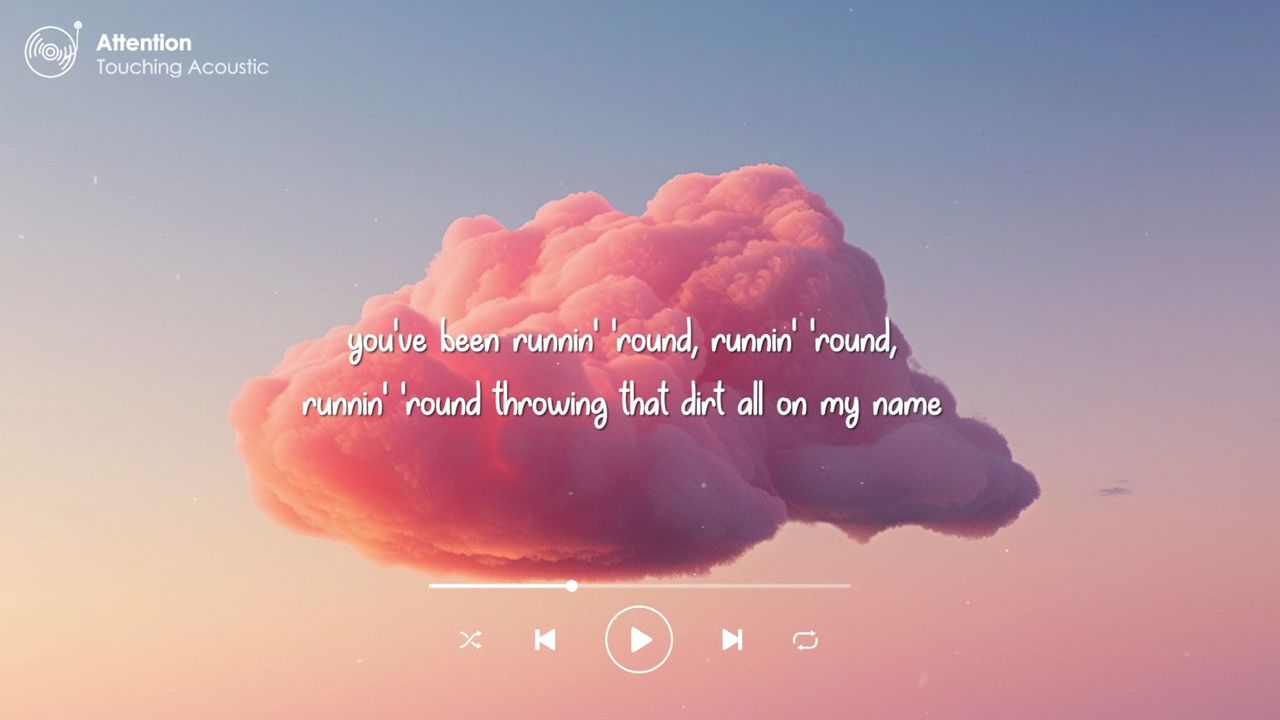 Attention
Touching Acoustic
you've been runnin' 'round, runnin' 'round,
runnin' 'round throwing that dirt all on my name